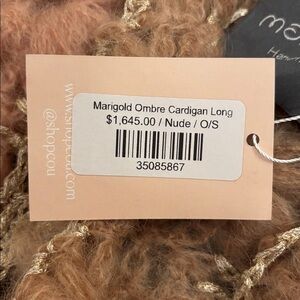 Marigold Ombre Cardigan Long
$1,645.00 / Nude / O/S
35085867
www.shopcou.com
@shopcou